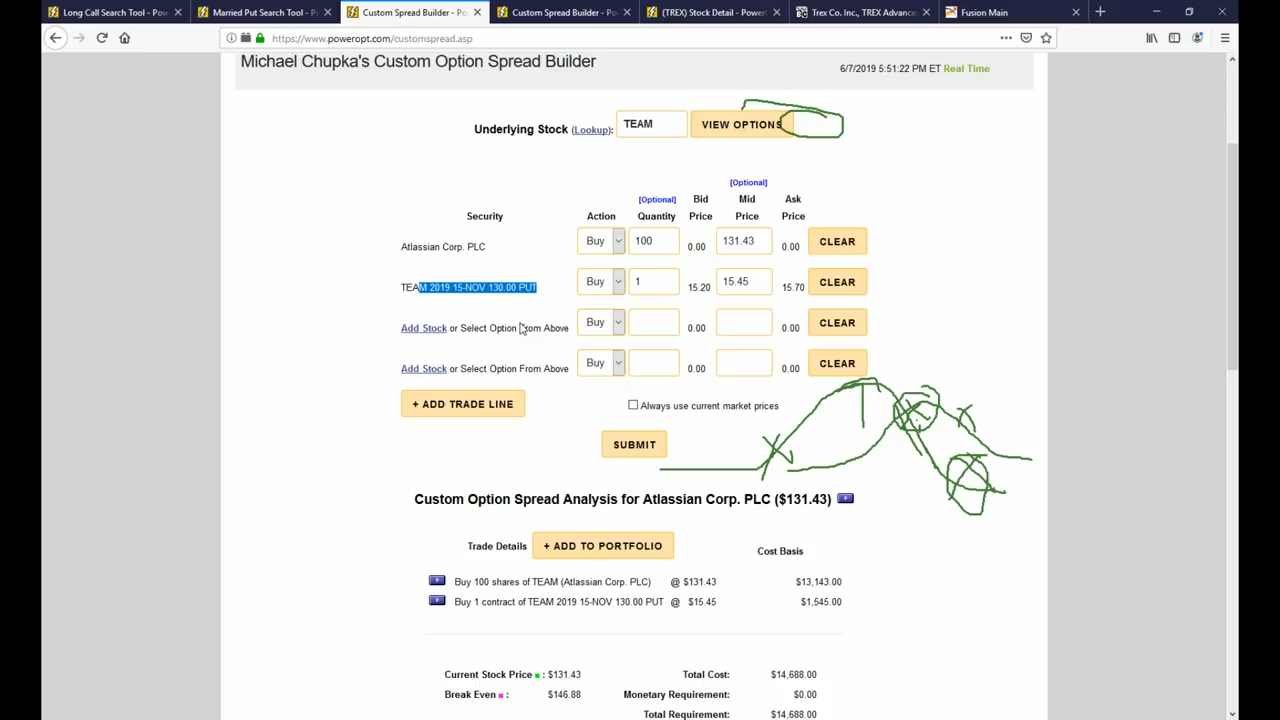 Long Call Search Tool - Pow
Married Put Search Tool - Po
Custom Spread Builder - Po
Custom Spread Builder - Po
(TREX) Stock Detail - Powerop
Trex Co. Inc., TREX Advance
Fusion Main
https://www.poweropt.com/customspread.asp
Michael Chupka's Custom Option Spread Builder
6/7/2019 5:51:22 PM ET Real Time
Underlying Stock (Lookup): TEAM VIEW OPTIONS
[Optional]
[Optional] Bid Mid Ask
Security Action Quantity Price Price Price
Atlassian Corp. PLC Buy 100 0.00 131.43 0.00 CLEAR
TEAM 2019 15-NOV 130.00 PUT Buy 1 15.20 15.45 15.70 CLEAR
Add Stock or Select Option From Above Buy 0.00 0.00 CLEAR
Add Stock or Select Option From Above Buy 0.00 0.00 CLEAR
+ ADD TRADE LINE Always use current market prices
SUBMIT
Custom Option Spread Analysis for Atlassian Corp. PLC ($131.43)
Trade Details + ADD TO PORTFOLIO Cost Basis
Buy 100 shares of TEAM (Atlassian Corp. PLC) @ $131.43 $13,143.00
Buy 1 contract of TEAM 2019 15-NOV 130.00 PUT @ $15.45 $1,545.00
Current Stock Price : $131.43 Total Cost: $14,688.00
Break Even : $146.88 Monetary Requirement: $0.00
Total Requirement: $14,688.00